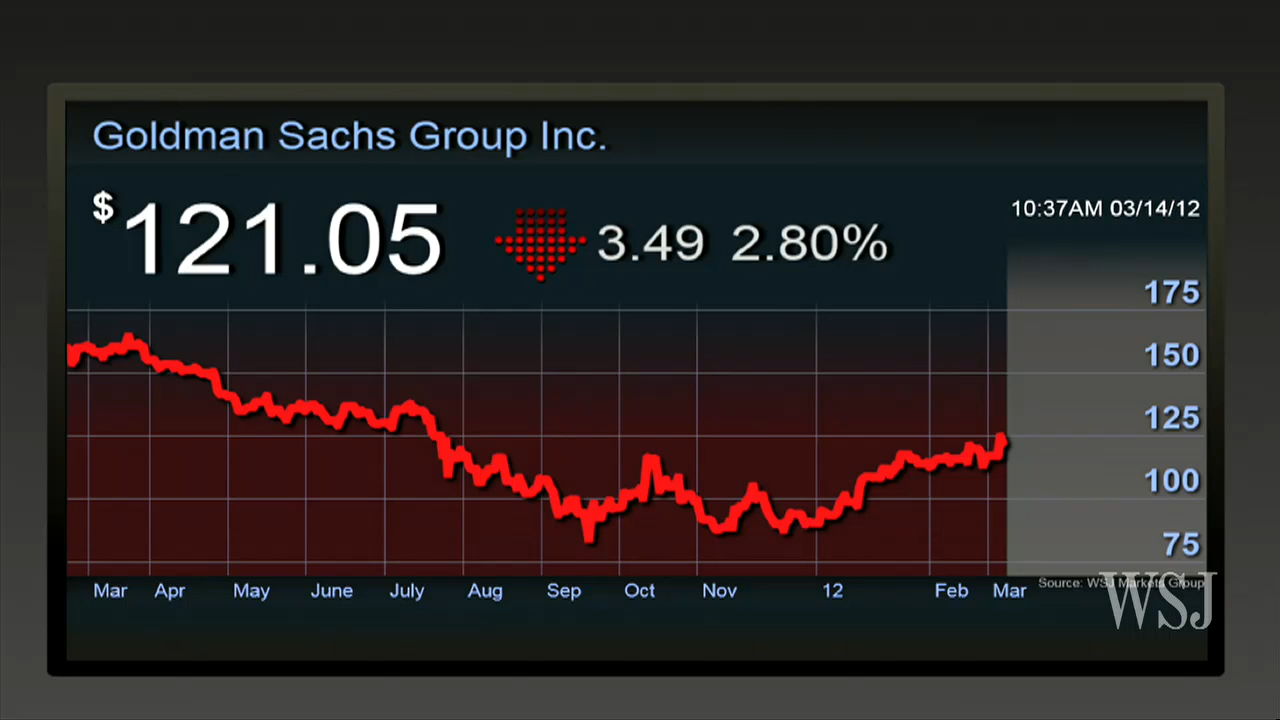 Goldman Sachs Group Inc.
$121.05 3.49 2.80%
10:37AM 03/14/12
175
150
125
100
75
Mar Apr May June July Aug Sep Oct Nov 12 Feb Mar
Source: WSJ Markets Group
WSJ